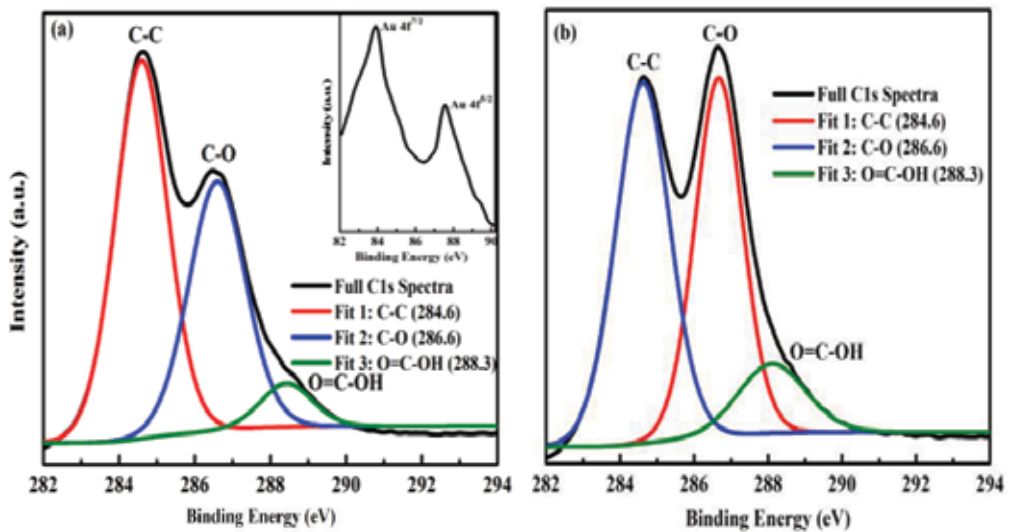 (a)
C-C
C-O
O=C-OH
Intensity (a.u.)
Full C1s Spectra
Fit 1: C-C (284.6)
Fit 2: C-O (286.6)
Fit 3: O=C-OH (288.3)
282 284 286 288 290 292 294
Binding Energy (eV)
Au 4f7/2
Au 4f5/2
Intensity (a.u.)
82 84 86 88 90
Binding Energy (eV)
(b)
C-C
C-O
O=C-OH
Full C1s Spectra
Fit 1: C-C (284.6)
Fit 2: C-O (286.6)
Fit 3: O=C-OH (288.3)
282 284 286 288 290 292 294
Binding Energy (eV)